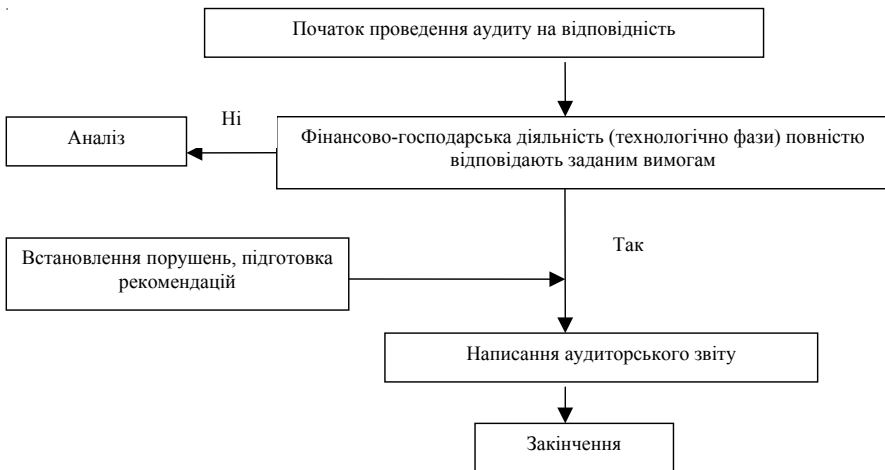 Початок проведення аудиту на відповідність
Ні
Аналіз
Фінансово-господарська діяльність (технологічно фази) повністю
відповідають заданим вимогам
Так
Встановлення порушень, підготовка
рекомендацій
Написання аудиторського звіту
Закінчення